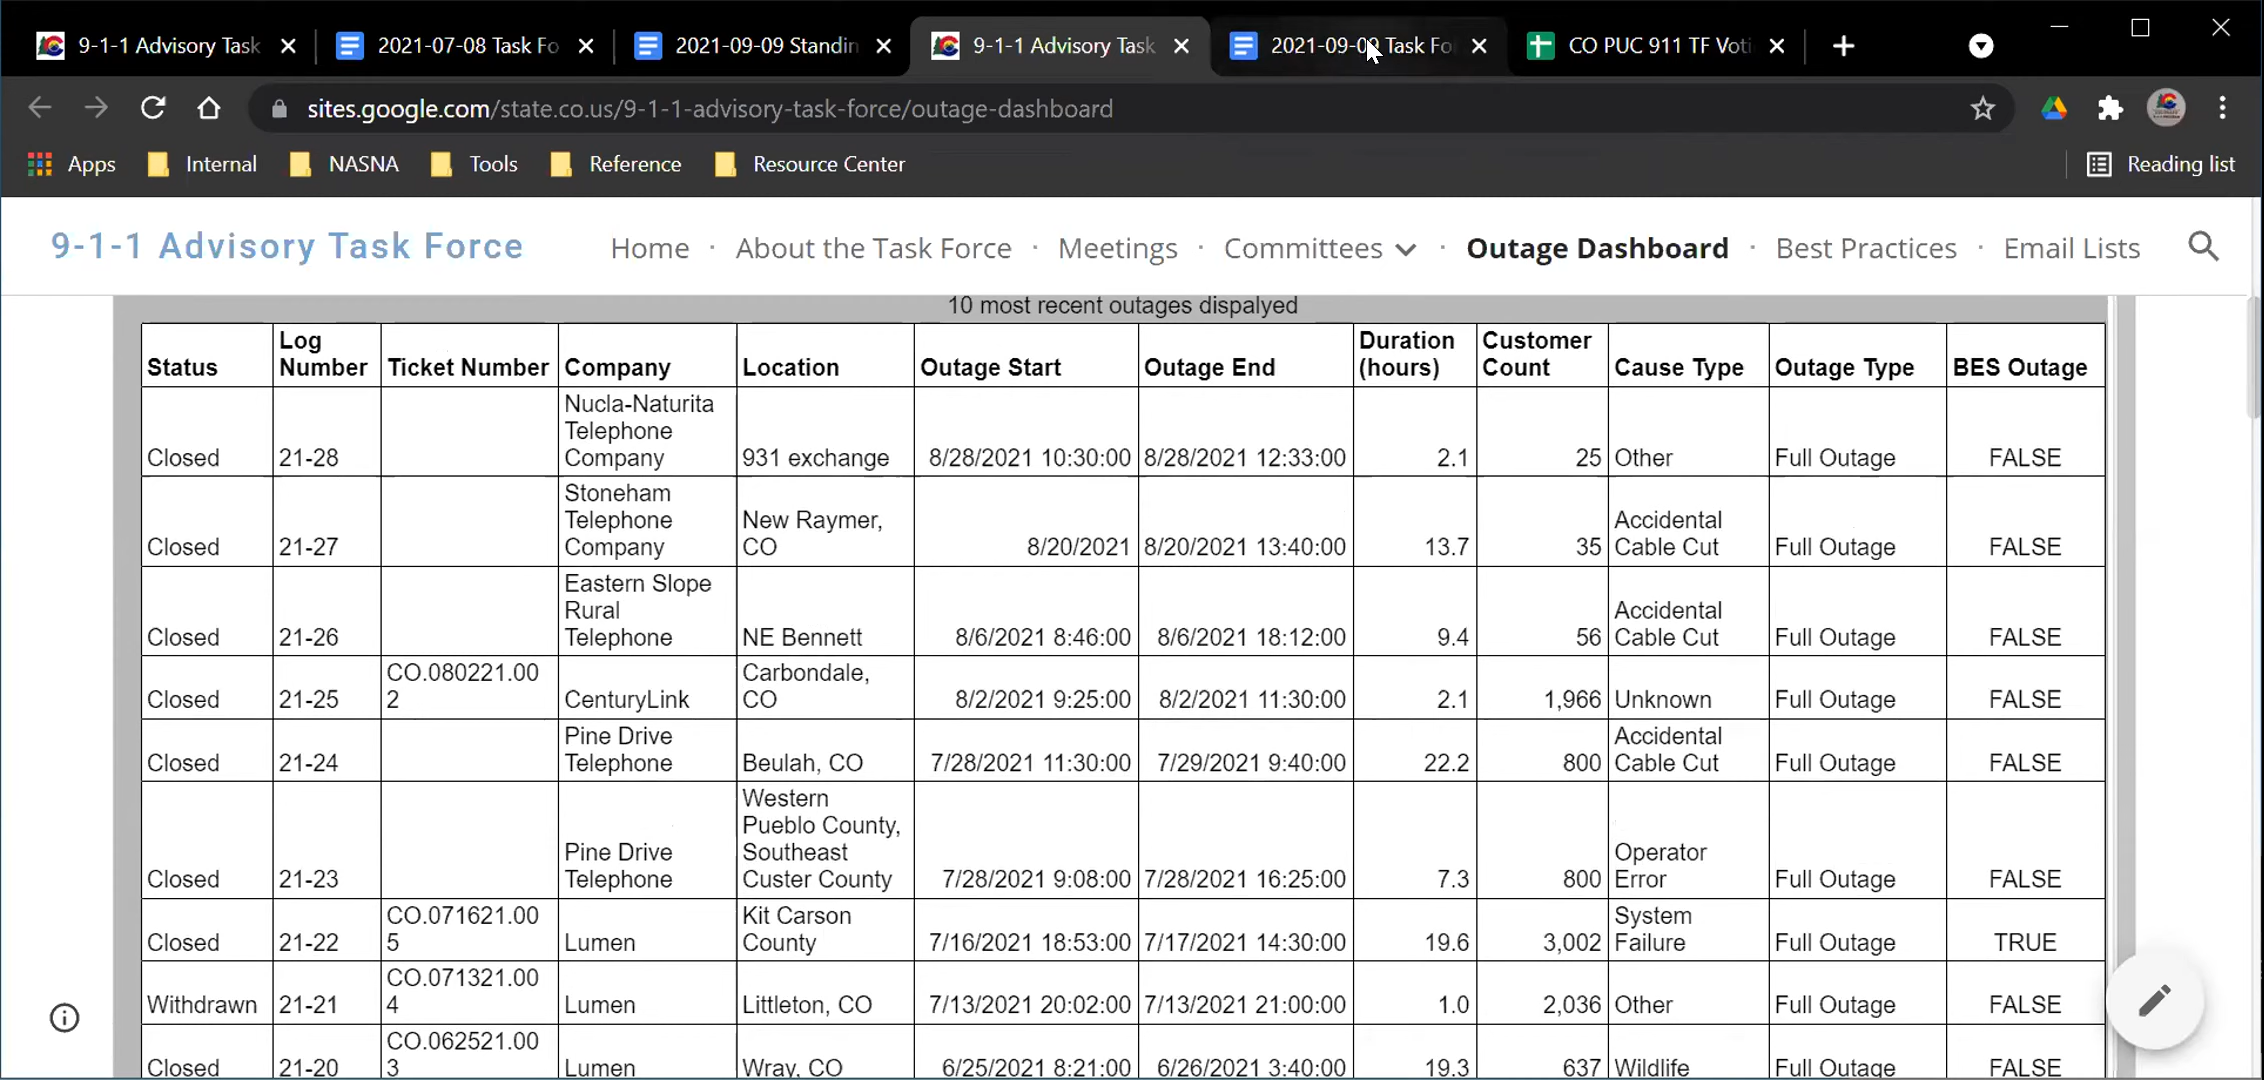 9-1-1 Advisory Task
2021-07-08 Task Fo
2021-09-09 Standin
9-1-1 Advisory Task
2021-09-09 Task Fo
CO PUC 911 TF Voti
sites.google.com/state.co.us/9-1-1-advisory-task-force/outage-dashboard
Apps Internal NASNA Tools Reference Resource Center Reading list
9-1-1 Advisory Task Force Home · About the Task Force · Meetings · Committees · Outage Dashboard · Best Practices · Email Lists
10 most recent outages dispalyed
Status Log Number Ticket Number Company Location Outage Start Outage End Duration (hours) Customer Count Cause Type Outage Type BES Outage
Closed 21-28 Nucla-Naturita Telephone Company 931 exchange 8/28/2021 10:30:00 8/28/2021 12:33:00 2.1 25 Other Full Outage FALSE
Closed 21-27 Stoneham Telephone Company New Raymer, CO 8/20/2021 8/20/2021 13:40:00 13.7 35 Accidental Cable Cut Full Outage FALSE
Closed 21-26 Eastern Slope Rural Telephone NE Bennett 8/6/2021 8:46:00 8/6/2021 18:12:00 9.4 56 Accidental Cable Cut Full Outage FALSE
Closed 21-25 CO.080221.002 CenturyLink Carbondale, CO 8/2/2021 9:25:00 8/2/2021 11:30:00 2.1 1,966 Unknown Full Outage FALSE
Closed 21-24 Pine Drive Telephone Beulah, CO 7/28/2021 11:30:00 7/29/2021 9:40:00 22.2 800 Accidental Cable Cut Full Outage FALSE
Closed 21-23 Pine Drive Telephone Western Pueblo County, Southeast Custer County 7/28/2021 9:08:00 7/28/2021 16:25:00 7.3 800 Operator Error Full Outage FALSE
Closed 21-22 CO.071621.005 Lumen Kit Carson County 7/16/2021 18:53:00 7/17/2021 14:30:00 19.6 3,002 System Failure Full Outage TRUE
Withdrawn 21-21 CO.071321.004 Lumen Littleton, CO 7/13/2021 20:02:00 7/13/2021 21:00:00 1.0 2,036 Other Full Outage FALSE
Closed 21-20 CO.062521.003 Lumen Wray, CO 6/25/2021 8:21:00 6/26/2021 3:40:00 19.3 637 Wildlife Full Outage FALSE